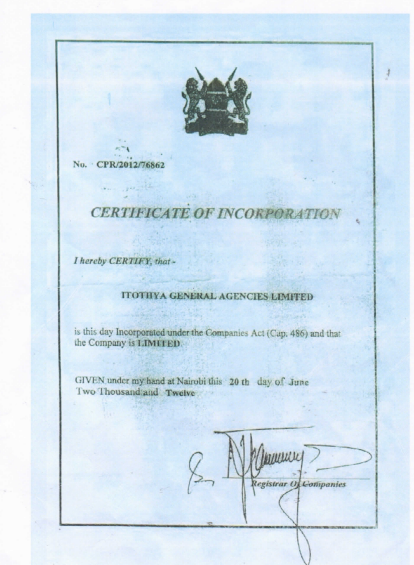 No. CPR/2012/76862
CERTIFICATE OF INCORPORATION
I hereby CERTIFY, that-
ITOTHYA GENERAL AGENCIES LIMITED
is this day Incorporated under the Companies Act (Cap. 486) and that
the Company is LIMITED
GIVEN under my hand at Nairobi this 20 th day of June
Two Thousand and Twelve
Registrar Of Companies